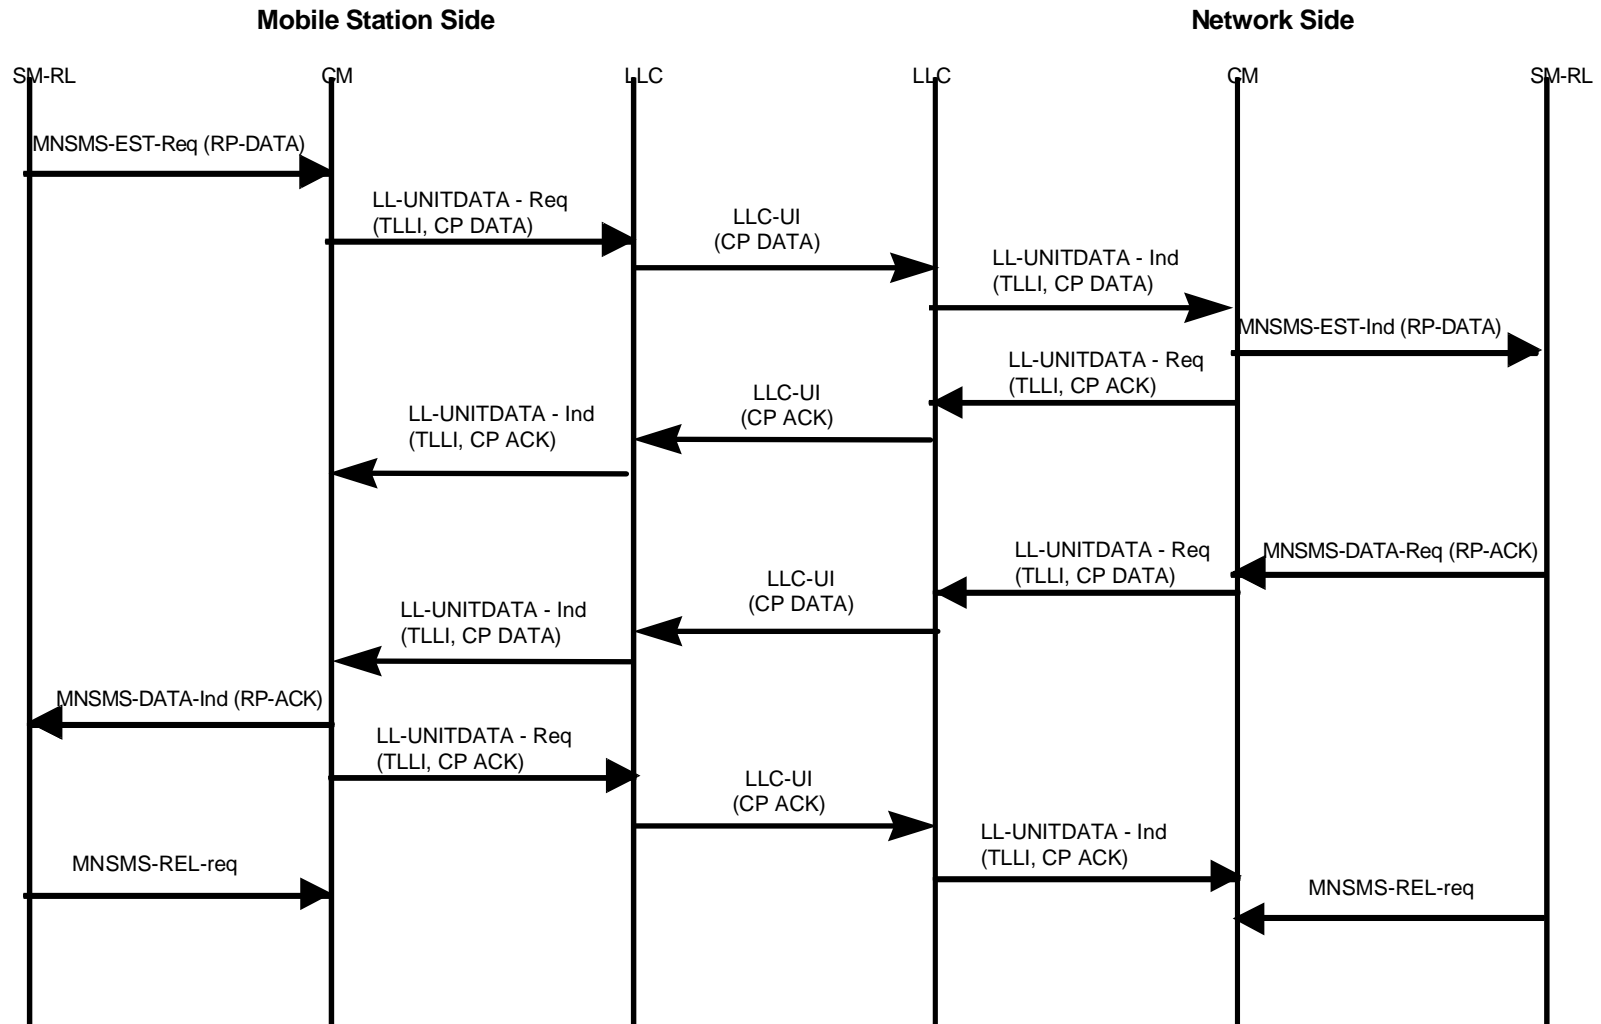 Mobile Station Side
Network Side
SM-RL
CM
LLC
LLC
CM
SM-RL
MNSMS-EST-Req (RP-DATA)
LL-UNITDATA - Req
(TLLI, CP DATA)
LLC-UI
(CP DATA)
LL-UNITDATA - Ind
(TLLI, CP DATA)
MNSMS-EST-Ind (RP-DATA)
LL-UNITDATA - Req
(TLLI, CP ACK)
LLC-UI
(CP ACK)
LL-UNITDATA - Ind
(TLLI, CP ACK)
MNSMS-DATA-Req (RP-ACK)
LL-UNITDATA - Req
(TLLI, CP DATA)
LLC-UI
(CP DATA)
LL-UNITDATA - Ind
(TLLI, CP DATA)
MNSMS-DATA-Ind (RP-ACK)
LL-UNITDATA - Req
(TLLI, CP ACK)
LLC-UI
(CP ACK)
LL-UNITDATA - Ind
(TLLI, CP ACK)
MNSMS-REL-req
MNSMS-REL-req